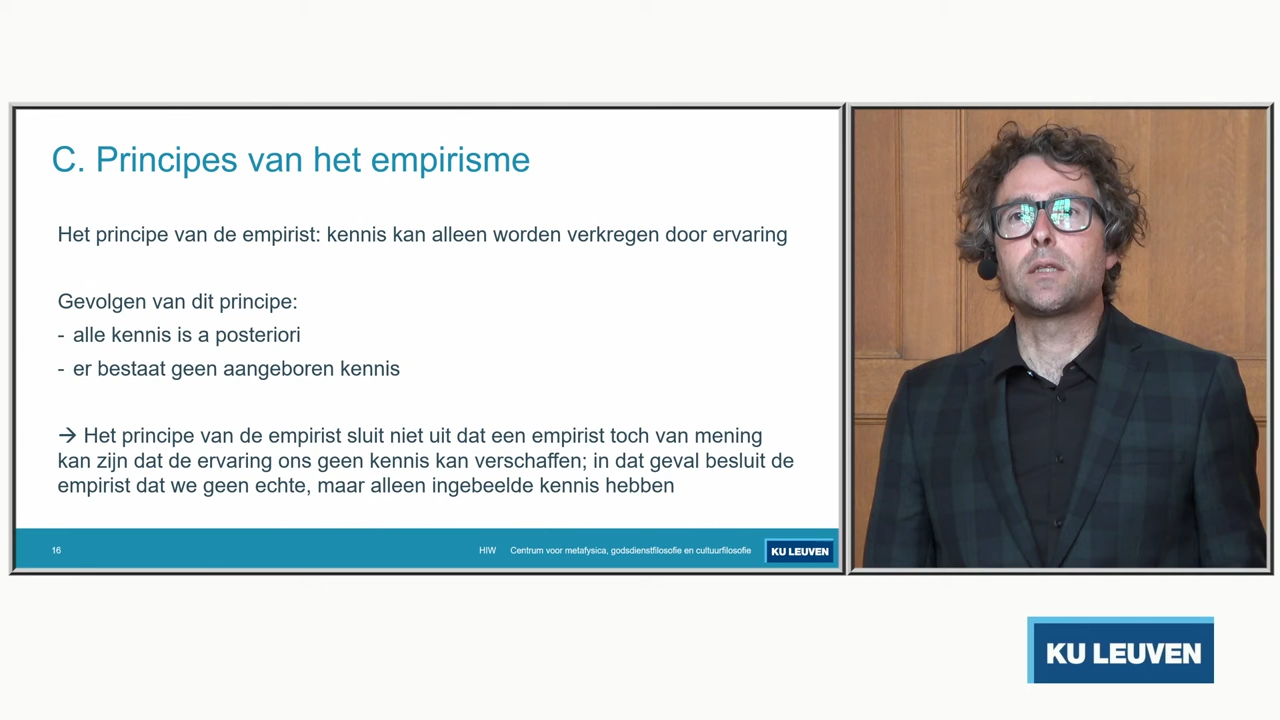 C. Principes van het empirisme
Het principe van de empirist: kennis kan alleen worden verkregen door ervaring
Gevolgen van dit principe:
- alle kennis is a posteriori
- er bestaat geen aangeboren kennis
→ Het principe van de empirist sluit niet uit dat een empirist toch van mening
kan zijn dat de ervaring ons geen kennis kan verschaffen; in dat geval besluit de
empirist dat we geen echte, maar alleen ingebeelde kennis hebben
16
HIW Centrum voor metafysica, godsdienstfilosofie en cultuurfilosofie
KU LEUVEN
KU LEUVEN